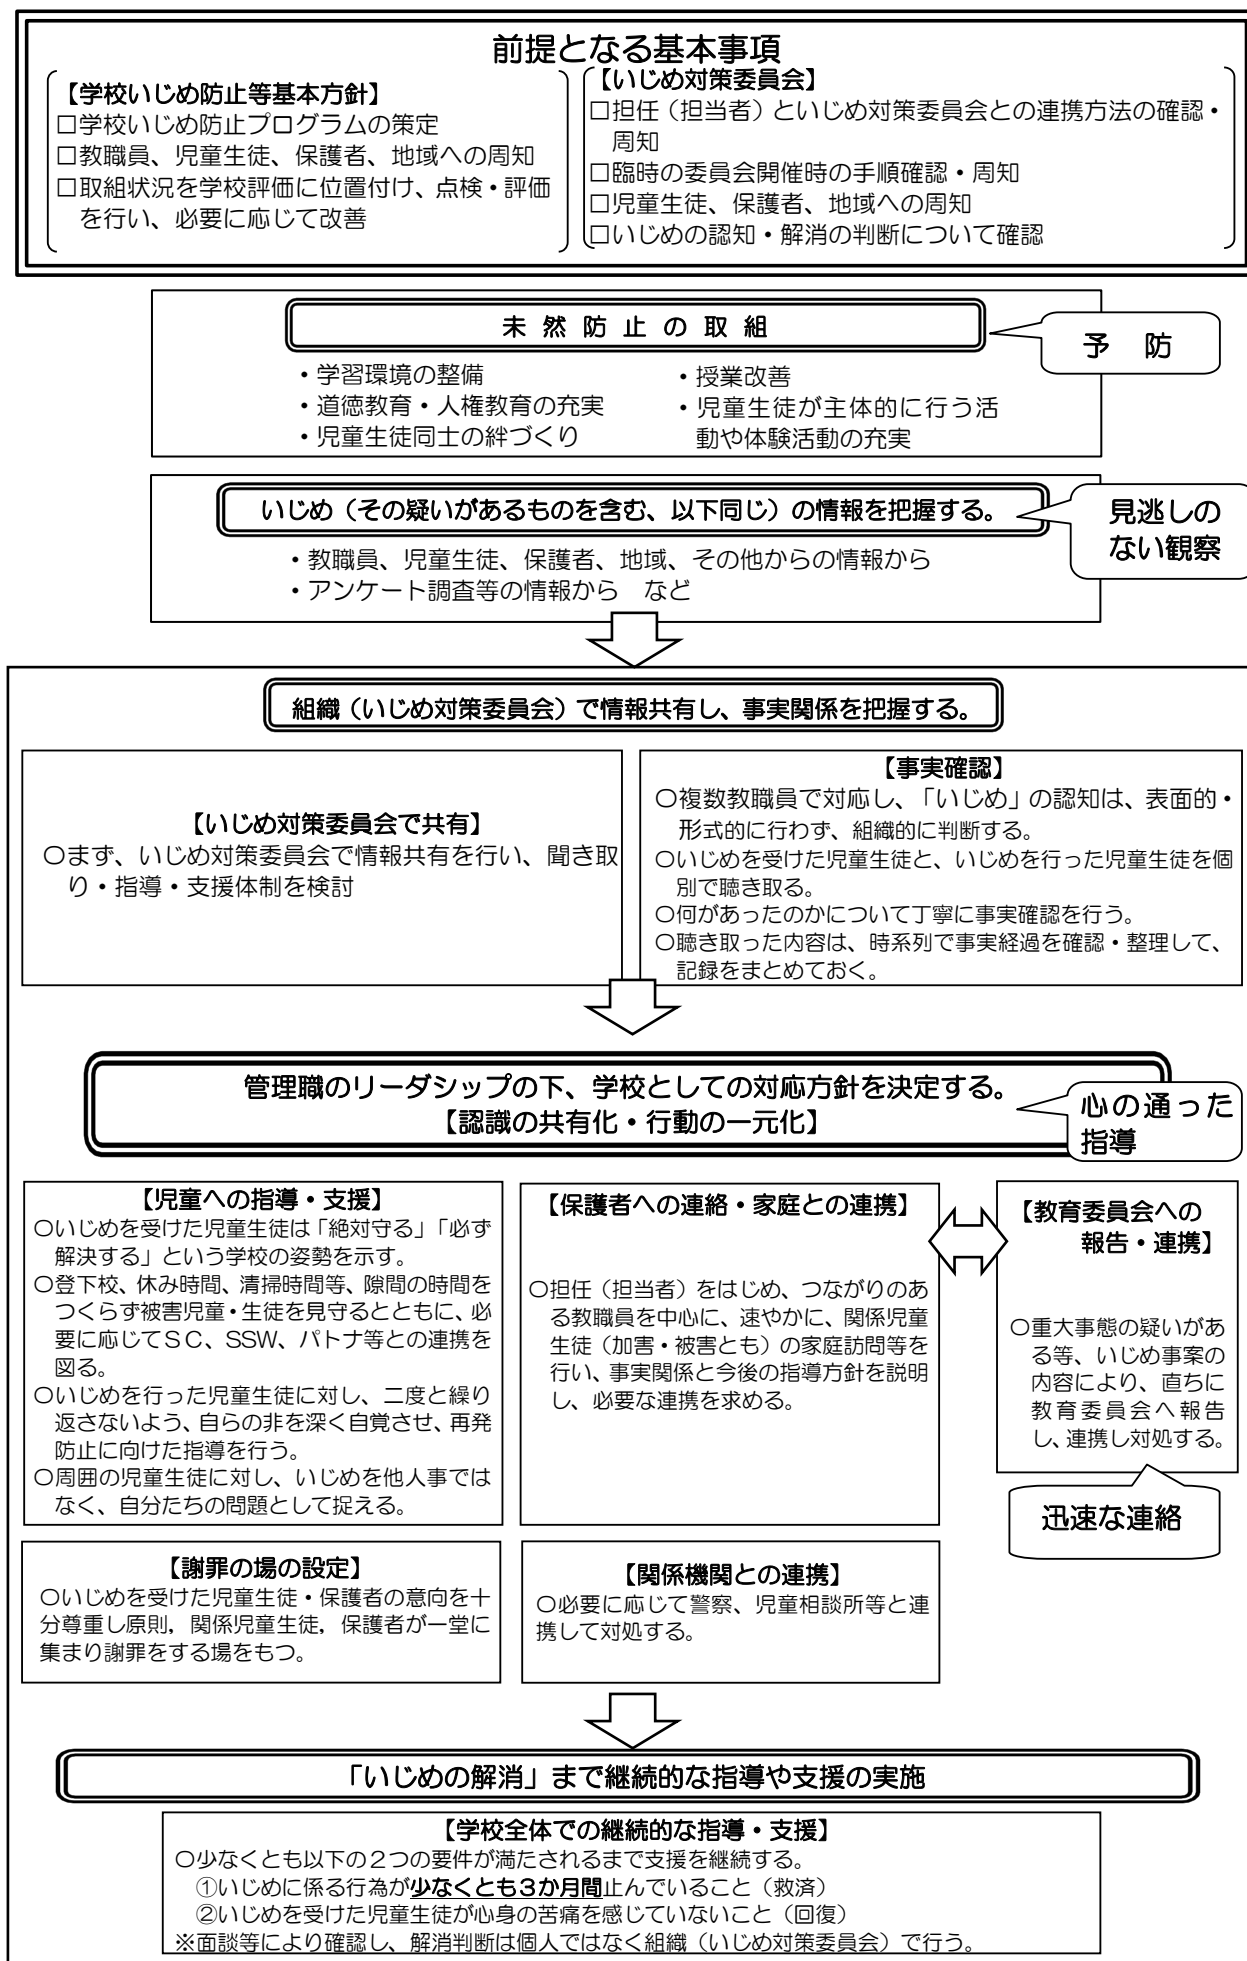 前提となる基本事項
【学校いじめ防止等基本方針】
□学校いじめ防止プログラムの策定
□教職員、児童生徒、保護者、地域への周知
□取組状況を学校評価に位置付け、点検・評価
を行い、必要に応じて改善
【いじめ対策委員会】
□担任（担当者）といじめ対策委員会との連携方法の確認・
周知
□臨時の委員会開催時の手順確認・周知
□児童生徒、保護者、地域への周知
□いじめの認知・解消の判断について確認
未 然 防 止 の 取 組
予 防
・学習環境の整備
・道徳教育・人権教育の充実
・児童生徒同士の絆づくり
・授業改善
・児童生徒が主体的に行う活
動や体験活動の充実
いじめ（その疑いがあるものを含む、以下同じ）の情報を把握する。
見逃しの
ない観察
・教職員、児童生徒、保護者、地域、その他からの情報から
・アンケート調査等の情報から　など
組織（いじめ対策委員会）で情報共有し、事実関係を把握する。
【いじめ対策委員会で共有】
○まず、いじめ対策委員会で情報共有を行い、聞き取
り・指導・支援体制を検討
【事実確認】
○複数教職員で対応し、「いじめ」の認知は、表面的・
形式的に行わず、組織的に判断する。
○いじめを受けた児童生徒と、いじめを行った児童生徒を個
別で聴き取る。
○何があったのかについて丁寧に事実確認を行う。
○聴き取った内容は、時系列で事実経過を確認・整理して、
記録をまとめておく。
管理職のリーダシップの下、学校としての対応方針を決定する。
【認識の共有化・行動の一元化】
心の通った
指導
【児童への指導・支援】
○いじめを受けた児童生徒は「絶対守る」「必ず
解決する」という学校の姿勢を示す。
○登下校、休み時間、清掃時間等、隙間の時間を
つくらず被害児童・生徒を見守るとともに、必
要に応じてＳＣ、SSW、パトナ等との連携を
図る。
○いじめを行った児童生徒に対し、二度と繰り
返さないよう、自らの非を深く自覚させ、再発
防止に向けた指導を行う。
○周囲の児童生徒に対し、いじめを他人事では
なく、自分たちの問題として捉える。
【保護者への連絡・家庭との連携】
○担任（担当者）をはじめ、つながりのあ
る教職員を中心に、速やかに、関係児童
生徒（加害・被害とも）の家庭訪問等を
行い、事実関係と今後の指導方針を説明
し、必要な連携を求める。
【教育委員会への
報告・連携】
○重大事態の疑いがあ
る等、いじめ事案の
内容により、直ちに
教育委員会へ報告
し、連携し対処する。
迅速な連絡
【謝罪の場の設定】
○いじめを受けた児童生徒・保護者の意向を十
分尊重し原則，関係児童生徒，保護者が一堂に
集まり謝罪をする場をもつ。
【関係機関との連携】
○必要に応じて警察、児童相談所等と連
携して対処する。
「いじめの解消」まで継続的な指導や支援の実施
【学校全体での継続的な指導・支援】
○少なくとも以下の２つの要件が満たされるまで支援を継続する。
①いじめに係る行為が少なくとも３か月間止んでいること（救済）
②いじめを受けた児童生徒が心身の苦痛を感じていないこと（回復）
※面談等により確認し、解消判断は個人ではなく組織（いじめ対策委員会）で行う。